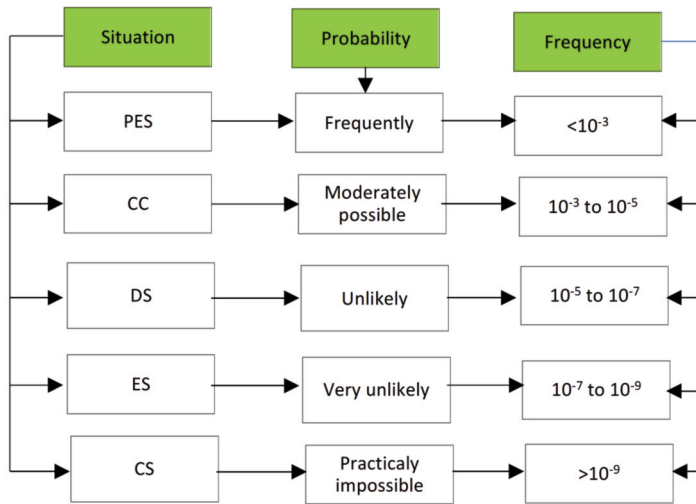 Situation
Probability
Frequency
PES
Frequently
<10⁻³
CC
Moderately
possible
10⁻³ to 10⁻⁵
DS
Unlikely
10⁻⁵ to 10⁻⁷
ES
Very unlikely
10⁻⁷ to 10⁻⁹
CS
Practicaly
impossible
>10⁻⁹